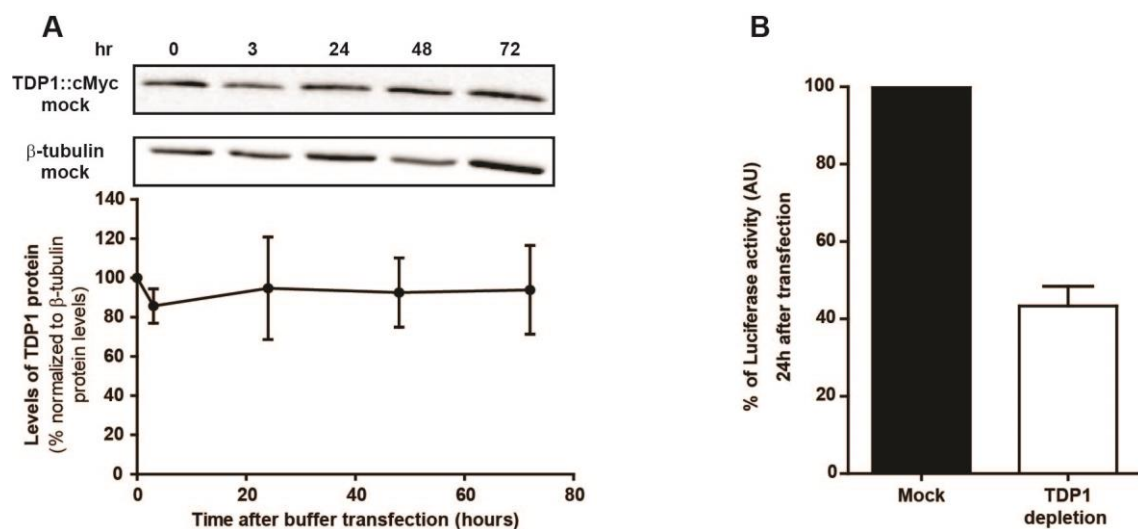 A
hr 0 3 24 48 72
TDP1::cMyc
mock
β-tubulin
mock
Levels of TDP1 protein
(% normalized to β-tubulin
protein levels)
140
120
100
80
60
40
20
0
0 20 40 60 80
Time after buffer transfection (hours)
B
% of Luciferase activity (AU)
24h after transfection
100
80
60
40
20
0
Mock TDP1
depletion